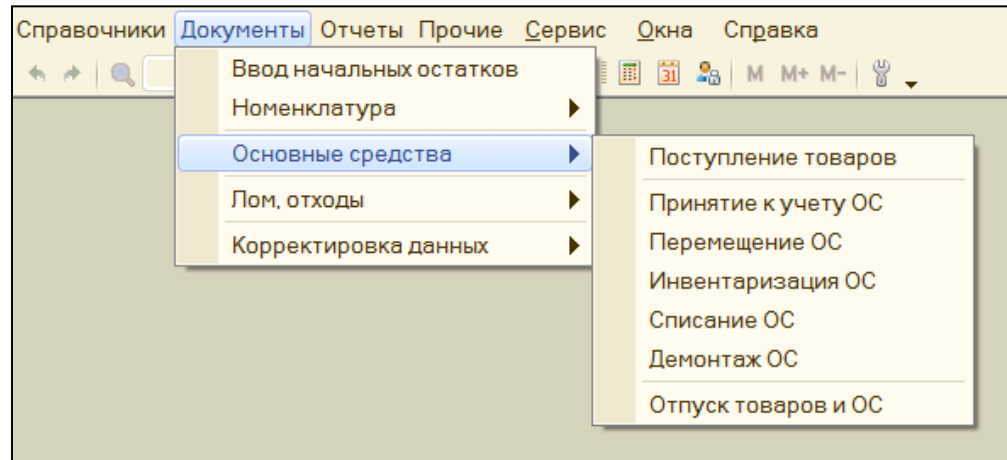 Справочники Документы Отчеты Прочие Сервис Окна Справка
Ввод начальных остатков
31 M M+ M-
Номенклатура
Основные средства
Поступление товаров
Лом, отходы
Принятие к учету ОС
Корректировка данных
Перемещение ОС
Инвентаризация ОС
Списание ОС
Демонтаж ОС
Отпуск товаров и ОС